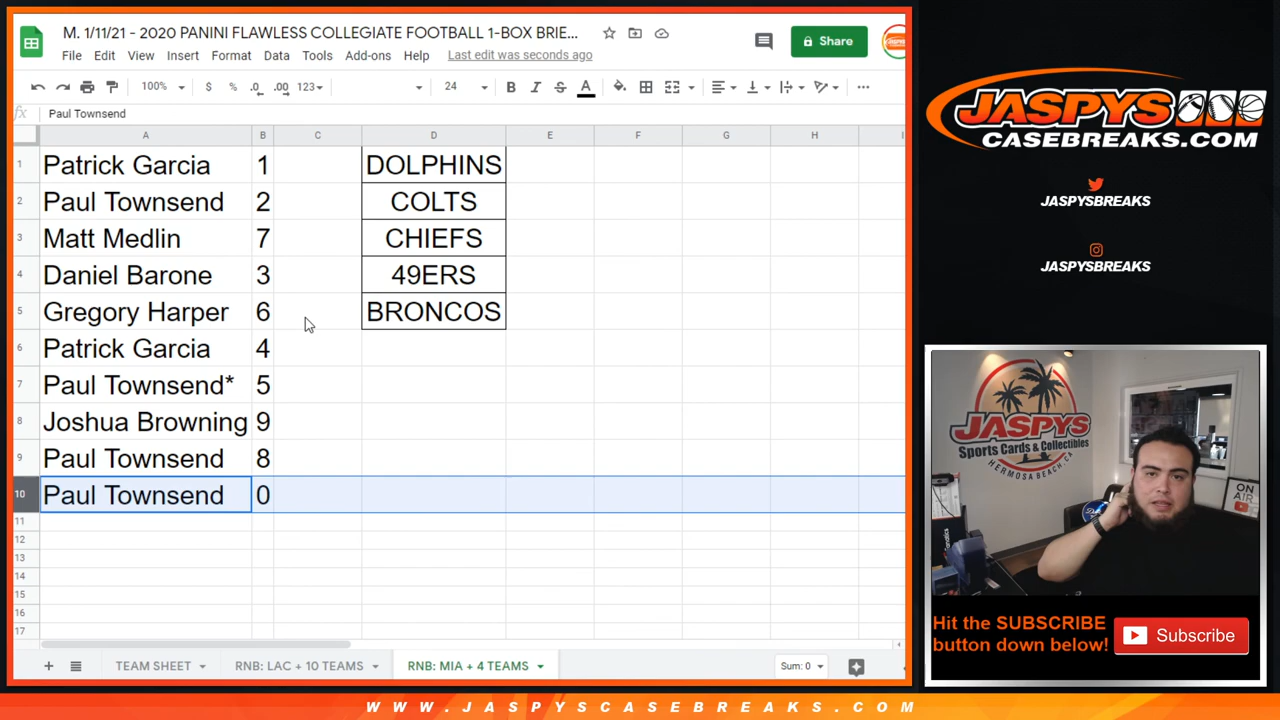 M. 1/11/21 - 2020 PANINI FLAWLESS COLLEGIATE FOOTBALL 1-BOX BRIE...
File Edit View Insert Format Data Tools Add-ons Help Last edit was seconds ago
Share
100% $ % .0 .00 123 24 B I S A
fx Paul Townsend
A B C D E F G H I
1 Patrick Garcia 1 DOLPHINS
2 Paul Townsend 2 COLTS
3 Matt Medlin 7 CHIEFS
4 Daniel Barone 3 49ERS
5 Gregory Harper 6 BRONCOS
6 Patrick Garcia 4
7 Paul Townsend* 5
8 Joshua Browning 9
9 Paul Townsend 8
10 Paul Townsend 0
11
12
13
14
15
16
17
TEAM SHEET RNB: LAC + 10 TEAMS RNB: MIA + 4 TEAMS Sum: 0
JASPYS
CASEBREAKS.COM
JASPYSBREAKS
JASPYSBREAKS
JASPYS
Sports Cards & Collectibles
HERMOSA BEACH, CA
ON
AIR
Hit the SUBSCRIBE
button down below!
Subscribe
WWW.JASPYSCASEBREAKS.COM